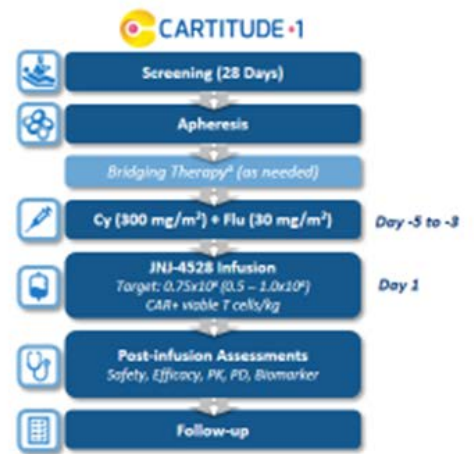 CARTITUDE-1
Screening (28 Days)
Apheresis
Bridging Therapyᵃ (as needed)
Cy (300 mg/m²) + Flu (30 mg/m²)
Day -5 to -3
JNJ-4528 Infusion
Target: 0.75x10⁶ (0.5 – 1.0x10⁶)
CAR+ viable T cells/kg
Day 1
Post-infusion Assessments
Safety, Efficacy, PK, PD, Biomarker
Follow-up